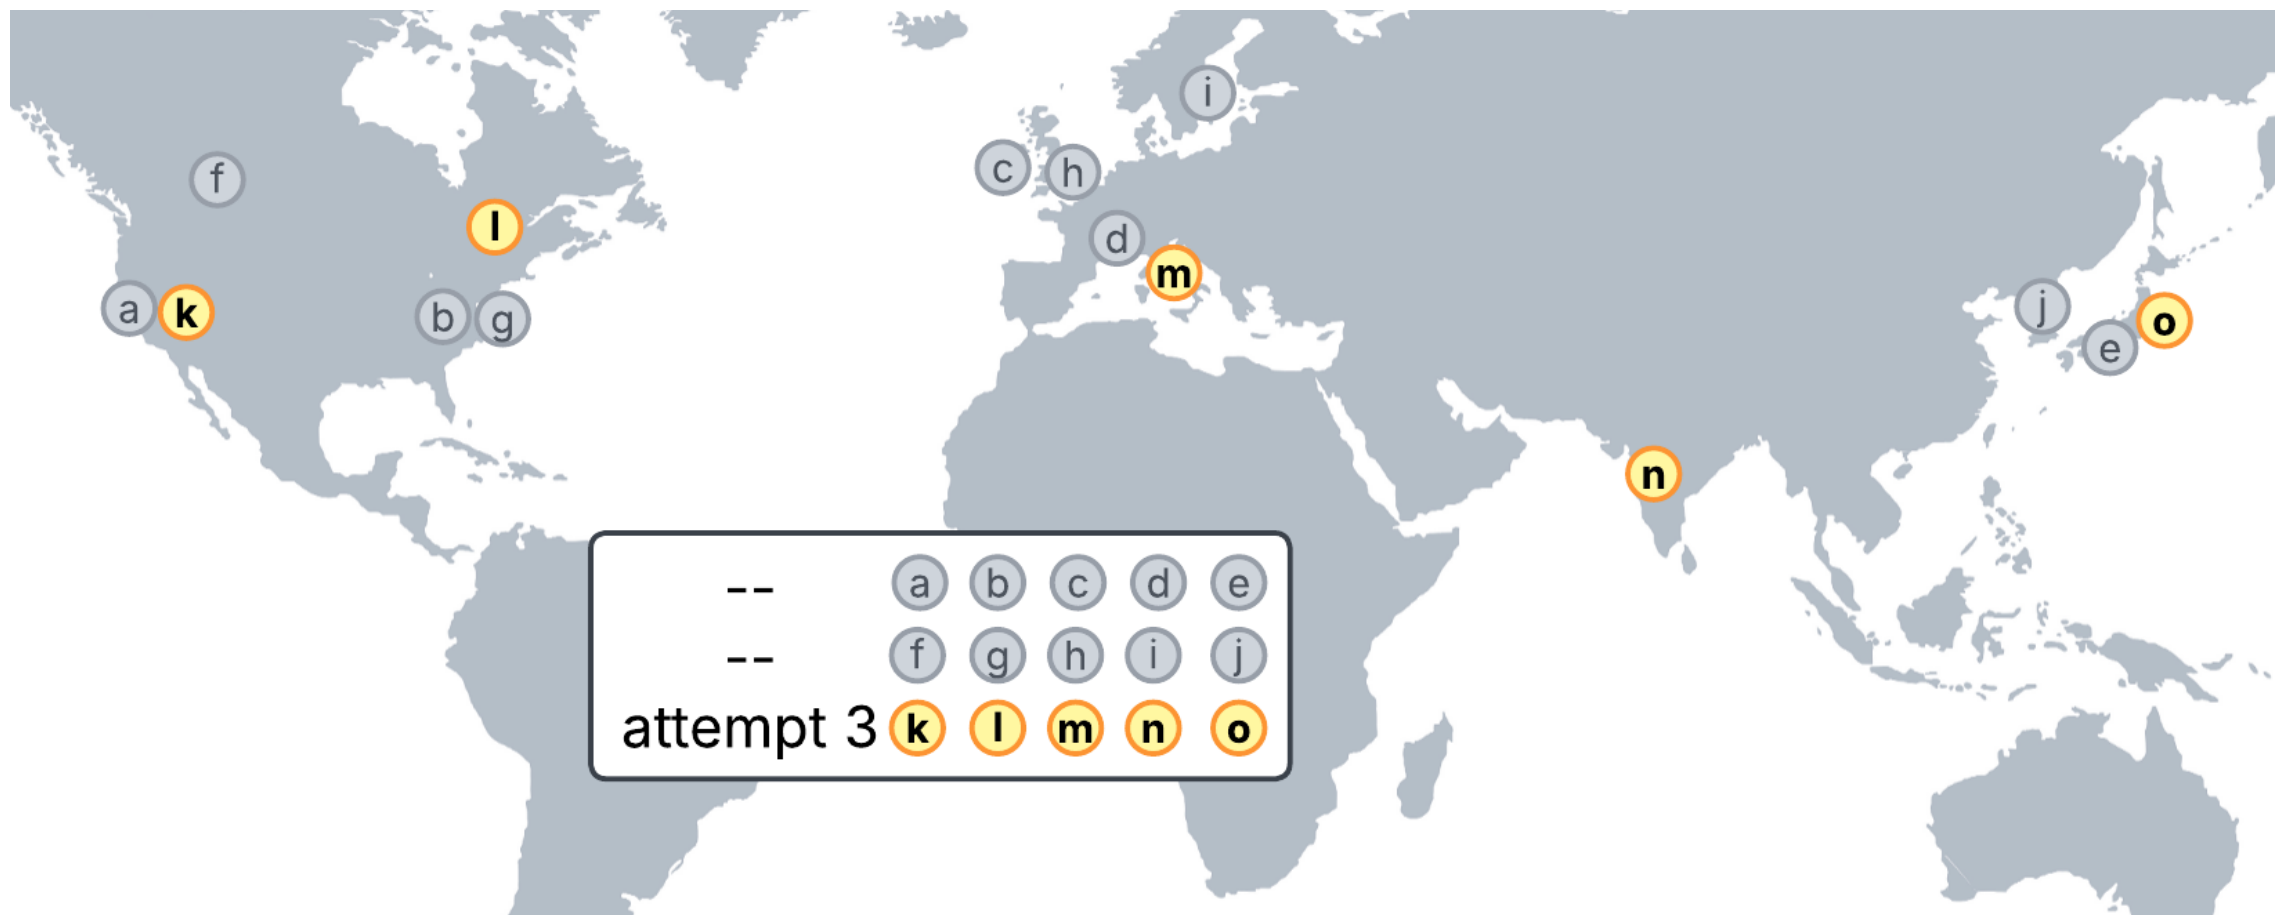 i
c h
f
l
d
m
a k b g
j
o
e
n
-- a b c d e
-- f g h i j
attempt 3 k l m n o